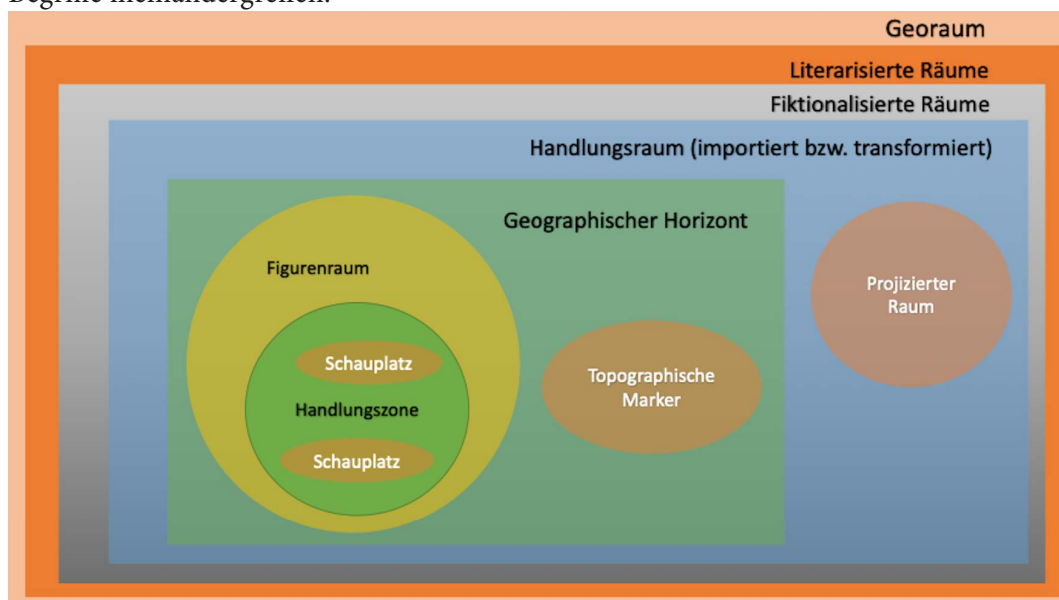 Georaum
Literarisierte Räume
Fiktionalisierte Räume
Handlungsraum (importiert bzw. transformiert)
Geographischer Horizont
Figurenraum
Projizierter
Raum
Schauplatz
Topographische
Marker
Handlungszone
Schauplatz